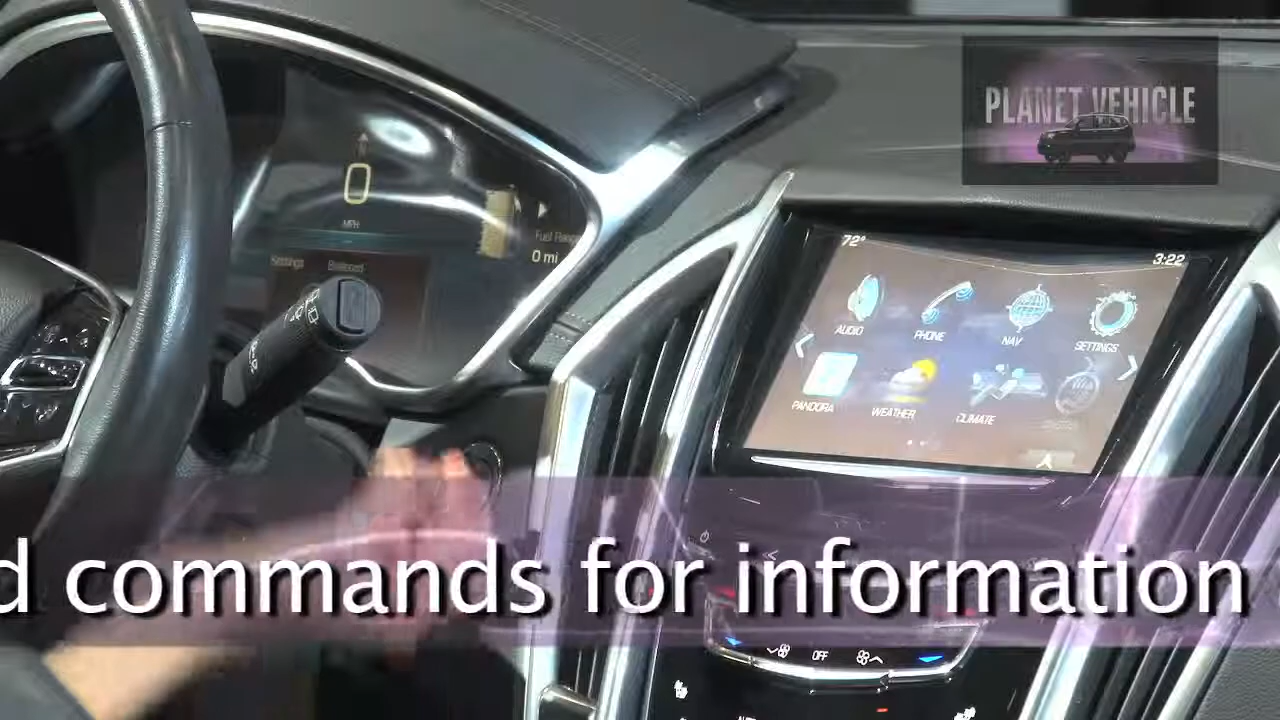 PLANET VEHICLE
0
MPH
Fuel Range
0 mi
Settings
72°
3:22
AUDIO
PHONE
NAV
SETTINGS
PANDORA
WEATHER
CLIMATE
d commands for information
OFF